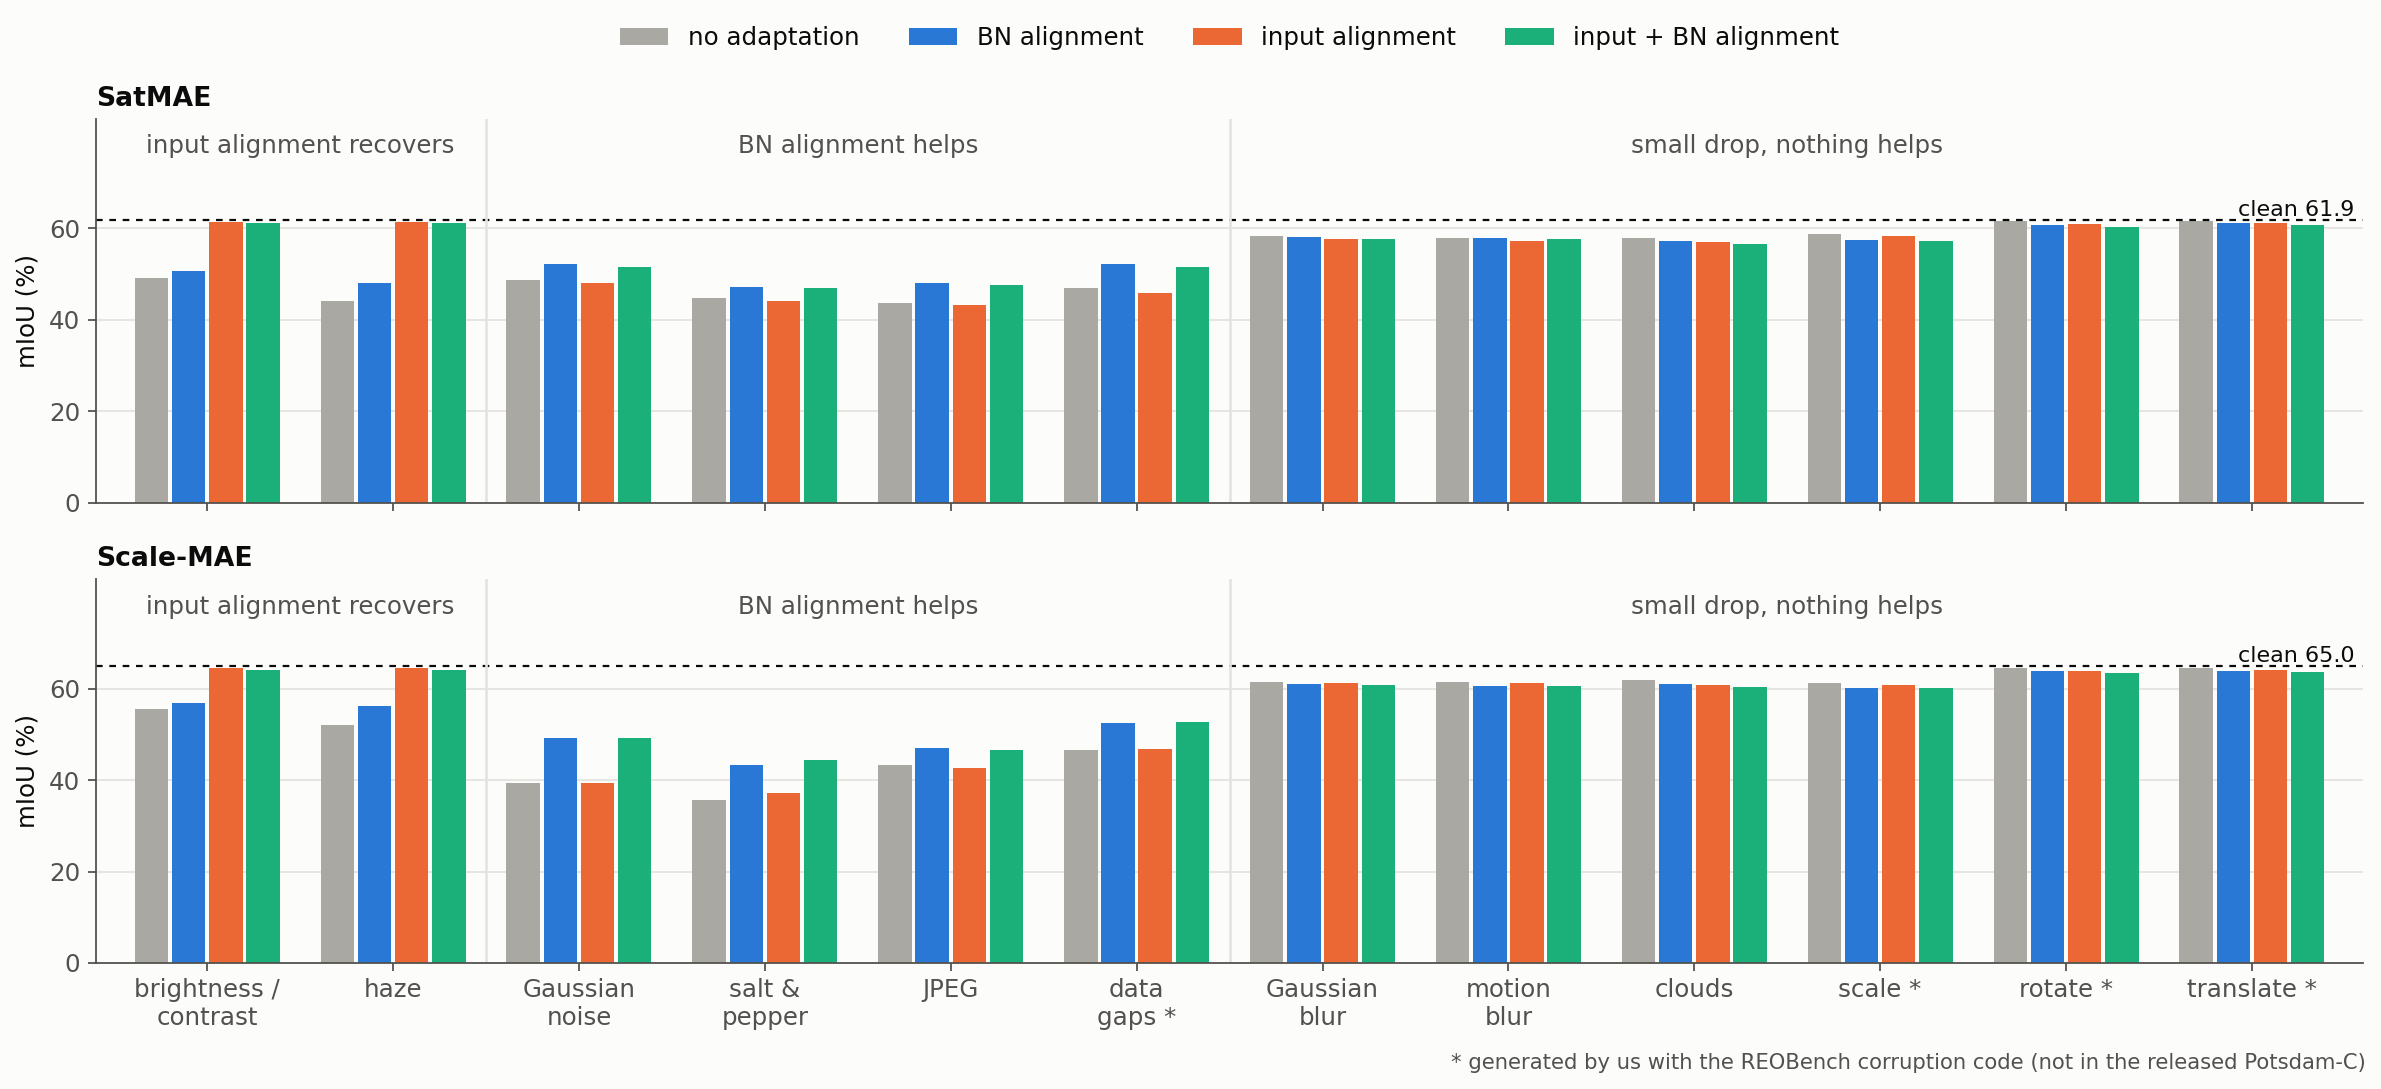 no adaptation BN alignment input alignment input + BN alignment
SatMAE
input alignment recovers BN alignment helps small drop, nothing helps
clean 61.9
60
40
20
0
mIoU (%)
Scale-MAE
input alignment recovers BN alignment helps small drop, nothing helps
clean 65.0
60
40
20
0
mIoU (%)
brightness / haze Gaussian salt & JPEG data Gaussian motion clouds scale * rotate * translate *
contrast noise pepper gaps * blur blur
* generated by us with the REOBench corruption code (not in the released Potsdam-C)